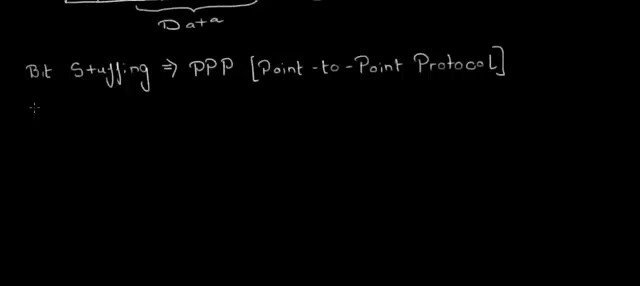 Data
Bit Stuffing ⇒ PPP [Point-to-Point Protocol]